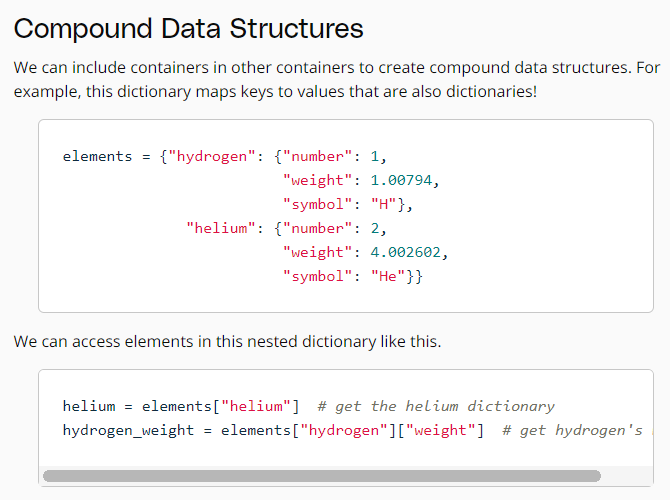 Compound Data Structures
We can include containers in other containers to create compound data structures. For
example, this dictionary maps keys to values that are also dictionaries!
elements = {"hydrogen": {"number": 1,
"weight": 1.00794,
"symbol": "H"},
"helium": {"number": 2,
"weight": 4.002602,
"symbol": "He"}}
We can access elements in this nested dictionary like this.
helium = elements["helium"]  # get the helium dictionary
hydrogen_weight = elements["hydrogen"]["weight"]  # get hydrogen's